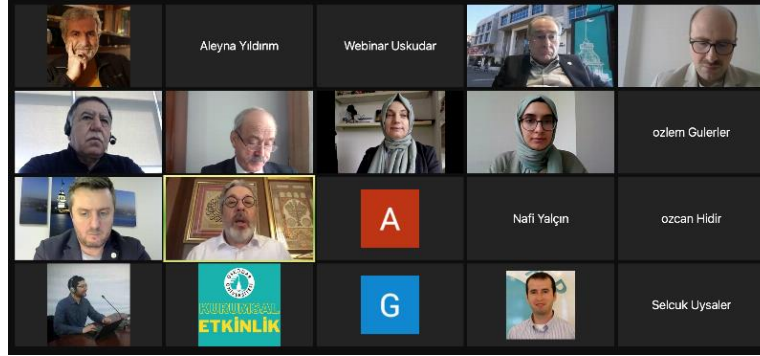 Aleyna Yıldırım
Webinar Uskudar
ozlem Gulerler
A
Nafi Yalçın
ozcan Hidir
KURUMSAL
ETKİNLİK
G
Selcuk Uysaler